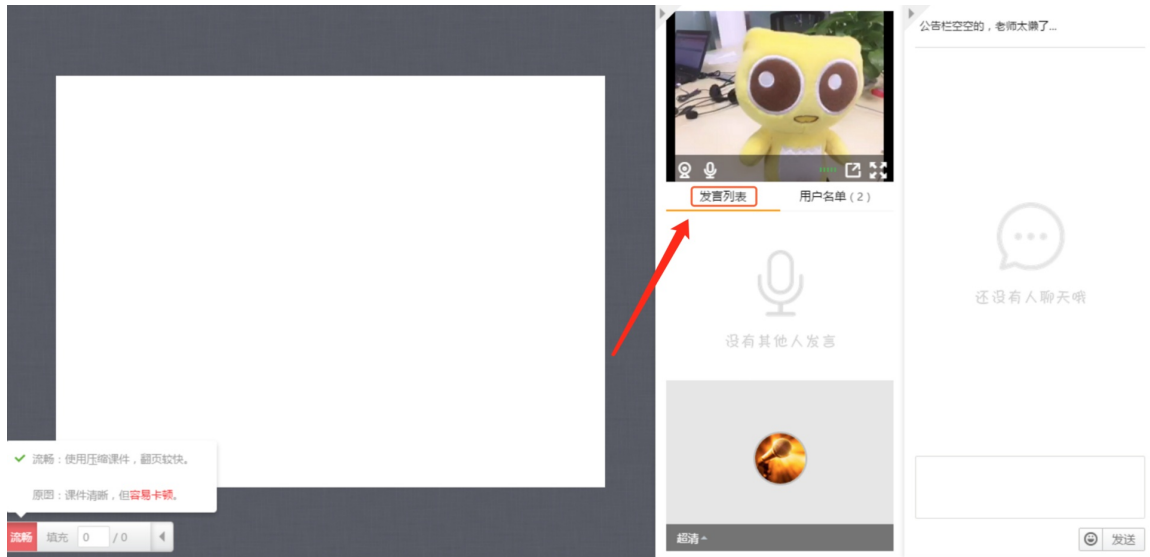 公告栏空空的，老师太懒了...
发言列表
用户名单（2）
没有其他人发言
还没有人聊天哦
流畅：使用压缩课件，翻页较快。
原图：课件清晰，但容易卡顿。
流畅 填充 0 / 0
超清
发送